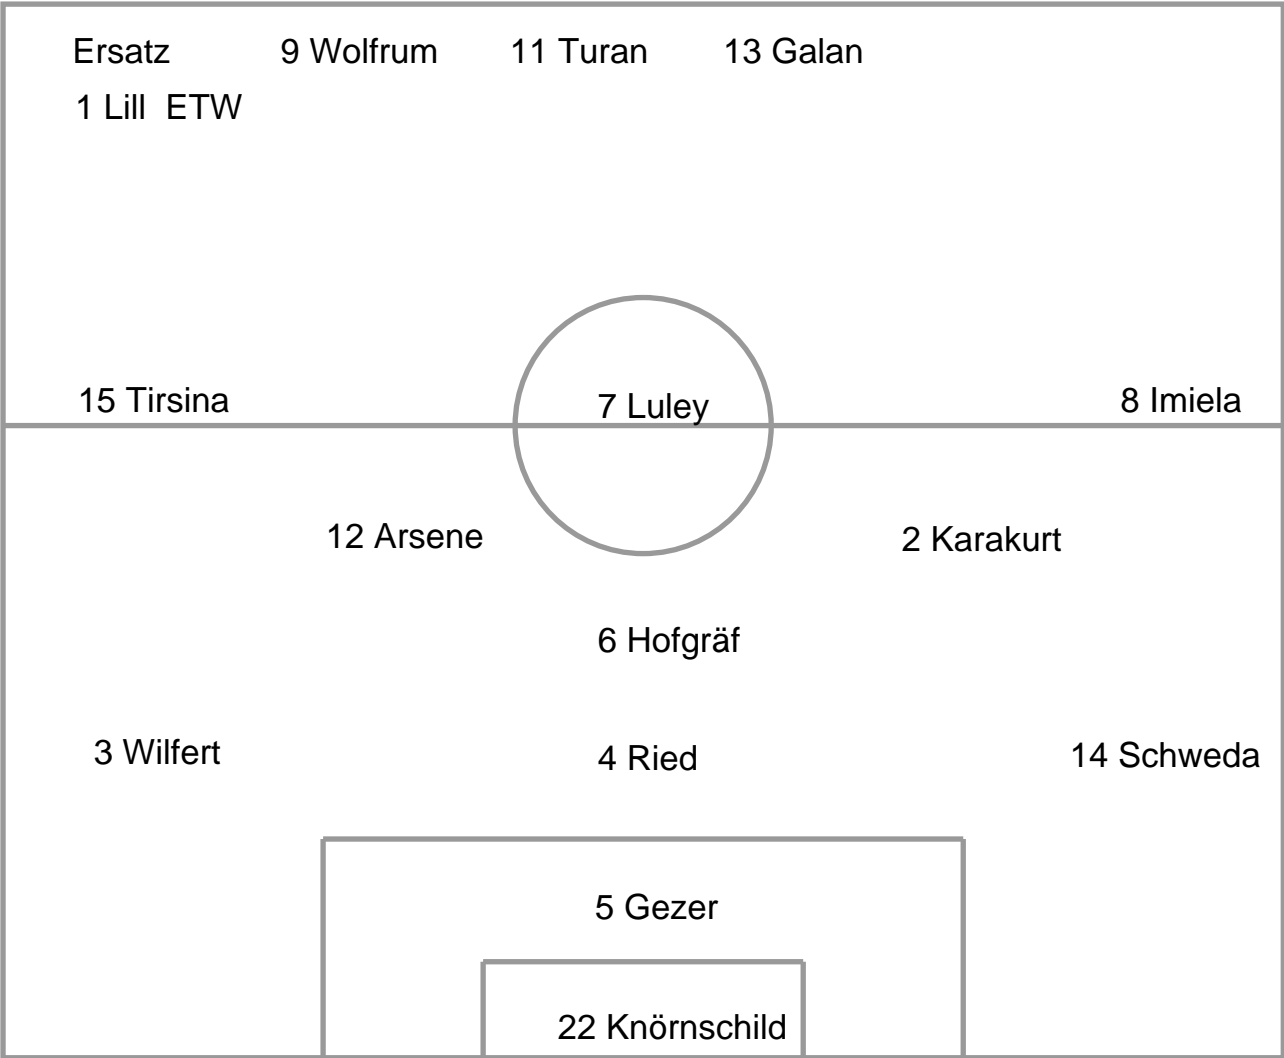 Ersatz 9 Wolfrum 11 Turan 13 Galan
1 Lill ETW
15 Tirsina 7 Luley 8 Imiela
12 Arsene 2 Karakurt
6 Hofgräf
3 Wilfert 4 Ried 14 Schweda
5 Gezer
22 Knörnschild